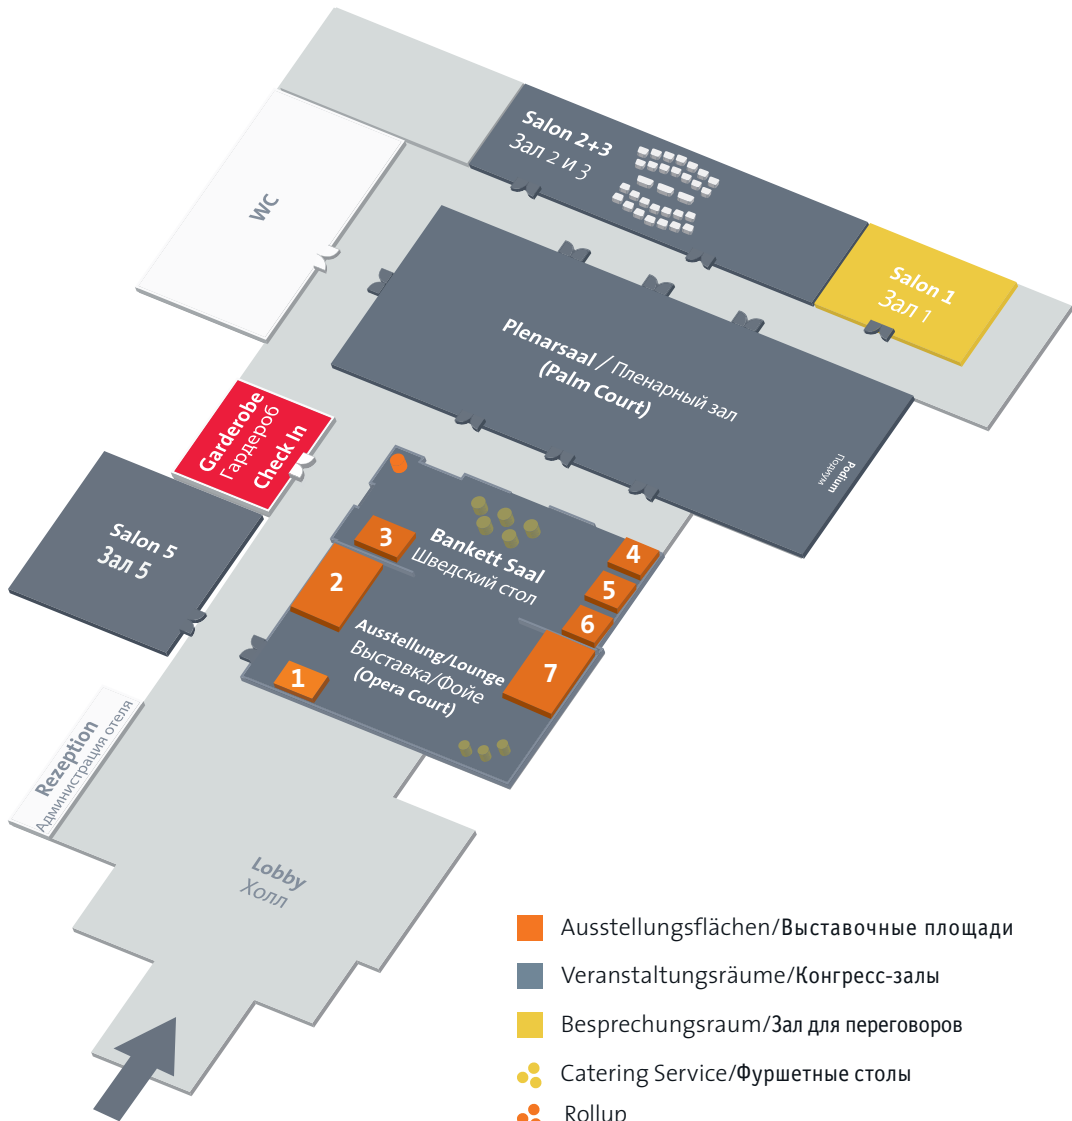 Salon 2+3
Зал 2 И 3
WC
Salon 1
Зал 1
Plenarsaal / Пленарный зал
(Palm Court)
Podium
Подиум
Garderobe
Гардероб
Check In
Salon 5
Зал 5
Bankett Saal
Шведский стол
3
4
2
5
6
Ausstellung/Lounge
Выставка/Фойе
(Opera Court)
1
7
Rezeption
Администрация отеля
Lobby
Холл
Ausstellungsflächen/Выставочные площади
Veranstaltungsräume/Конгресс-залы
Besprechungsraum/Зал для переговоров
Catering Service/Фуршетные столы
Rollup